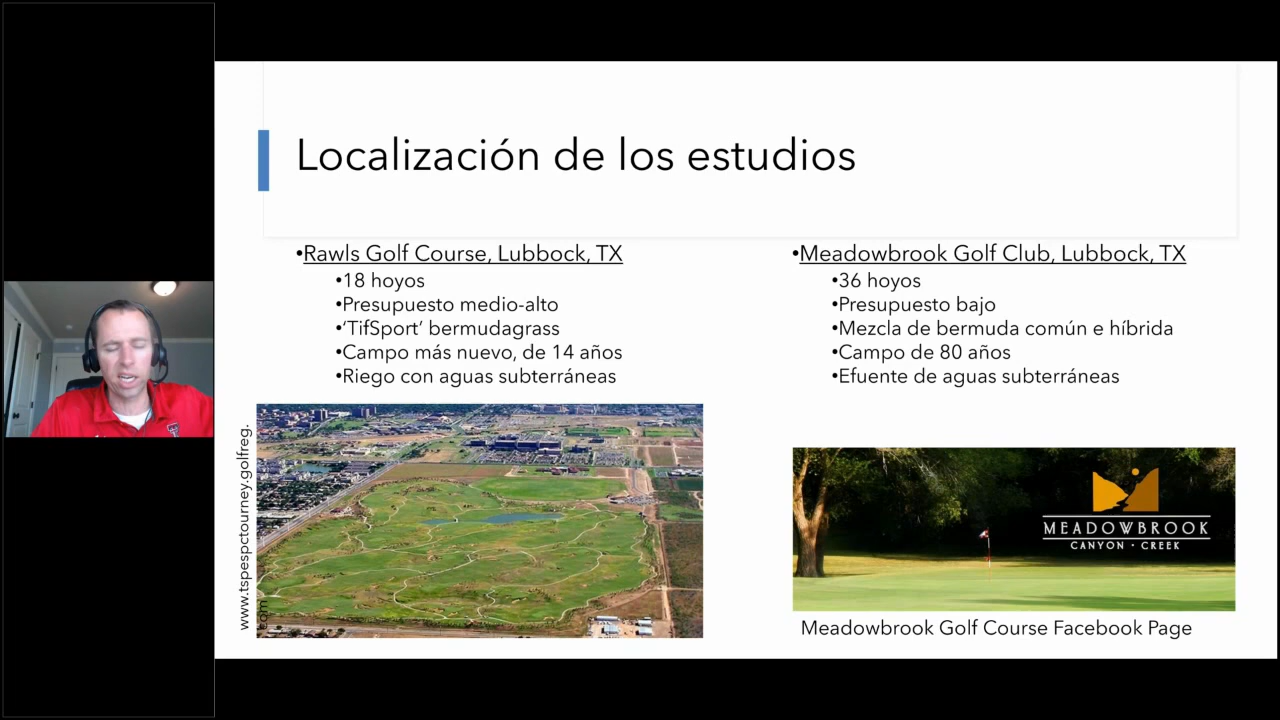 Localización de los estudios
•Rawls Golf Course, Lubbock, TX
•18 hoyos
•Presupuesto medio-alto
•‘TifSport’ bermudagrass
•Campo más nuevo, de 14 años
•Riego con aguas subterráneas
•Meadowbrook Golf Club, Lubbock, TX
•36 hoyos
•Presupuesto bajo
•Mezcla de bermuda común e híbrida
•Campo de 80 años
•Efuente de aguas subterráneas
www.tspespctourney.golfreg.
com
MEADOWBROOK
CANYON · CREEK
Meadowbrook Golf Course Facebook Page